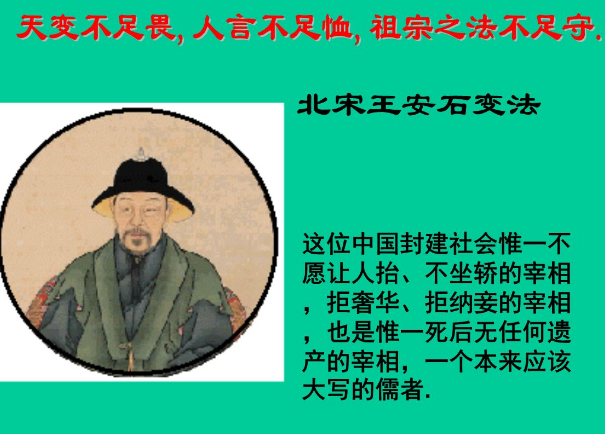 天变不足畏,人言不足恤,祖宗之法不足守.
北宋王安石变法
这位中国封建社会惟一不
愿让人抬、不坐轿的宰相
，拒奢华、拒纳妾的宰相
，也是惟一死后无任何遗
产的宰相，一个本来应该
大写的儒者.